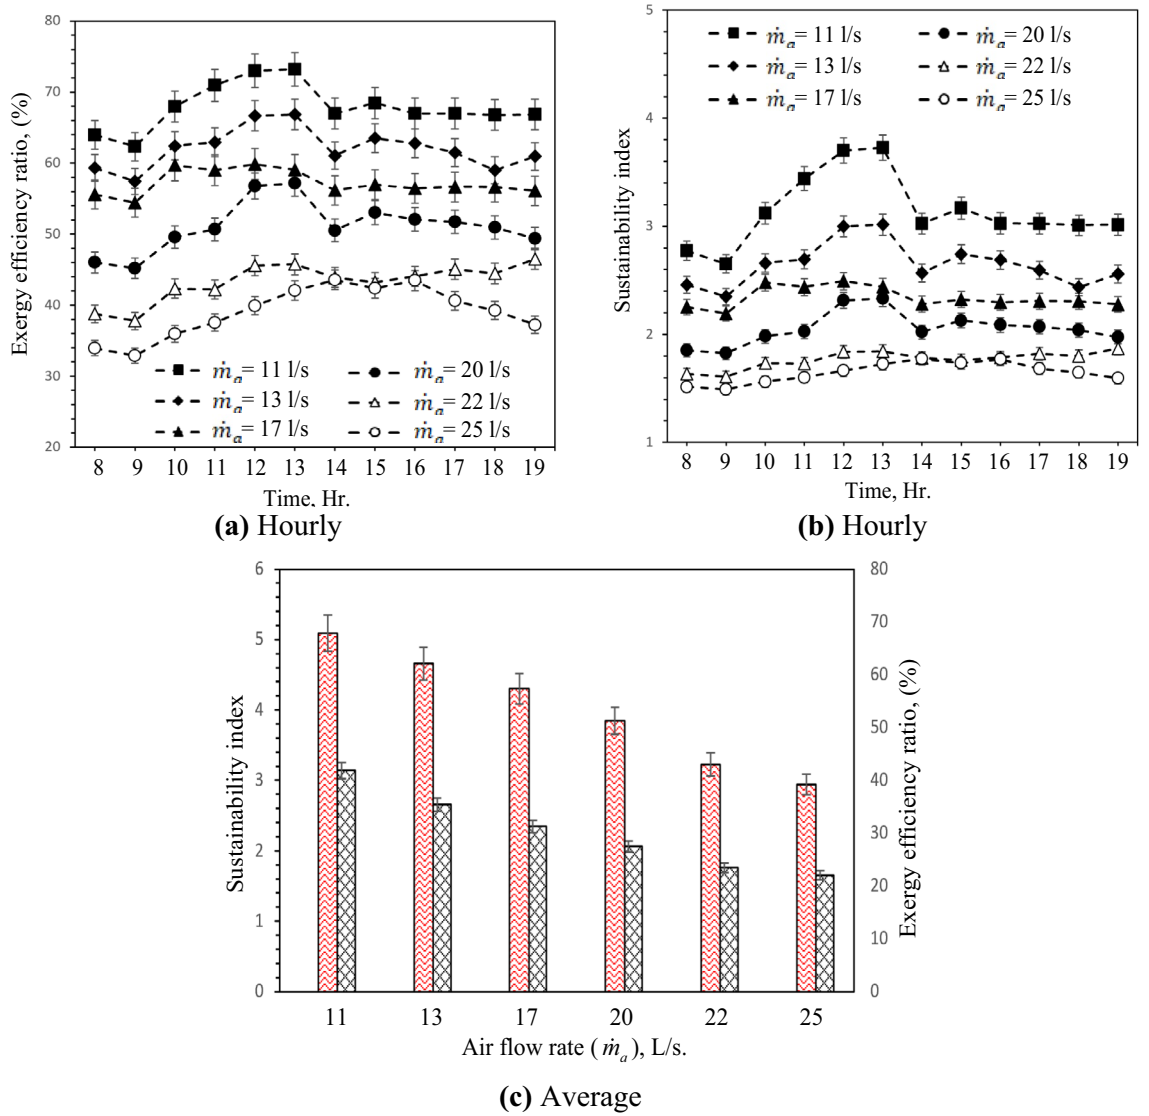 Exergy efficiency ratio, (%)
80
70
60
50
40
30
20
ṁₐ= 11 l/s
ṁₐ= 20 l/s
ṁₐ= 13 l/s
ṁₐ= 22 l/s
ṁₐ= 17 l/s
ṁₐ= 25 l/s
8 9 10 11 12 13 14 15 16 17 18 19
Time, Hr.
(a) Hourly
Sustainability index
5
4
3
2
1
ṁₐ= 11 l/s
ṁₐ= 20 l/s
ṁₐ= 13 l/s
ṁₐ= 22 l/s
ṁₐ= 17 l/s
ṁₐ= 25 l/s
8 9 10 11 12 13 14 15 16 17 18 19
Time, Hr.
(b) Hourly
Sustainability index
6
5
4
3
2
1
0
80
70
60
50
40
30
20
10
0
Exergy efficiency ratio, (%)
11 13 17 20 22 25
Air flow rate (ṁₐ), L/s.
(c) Average